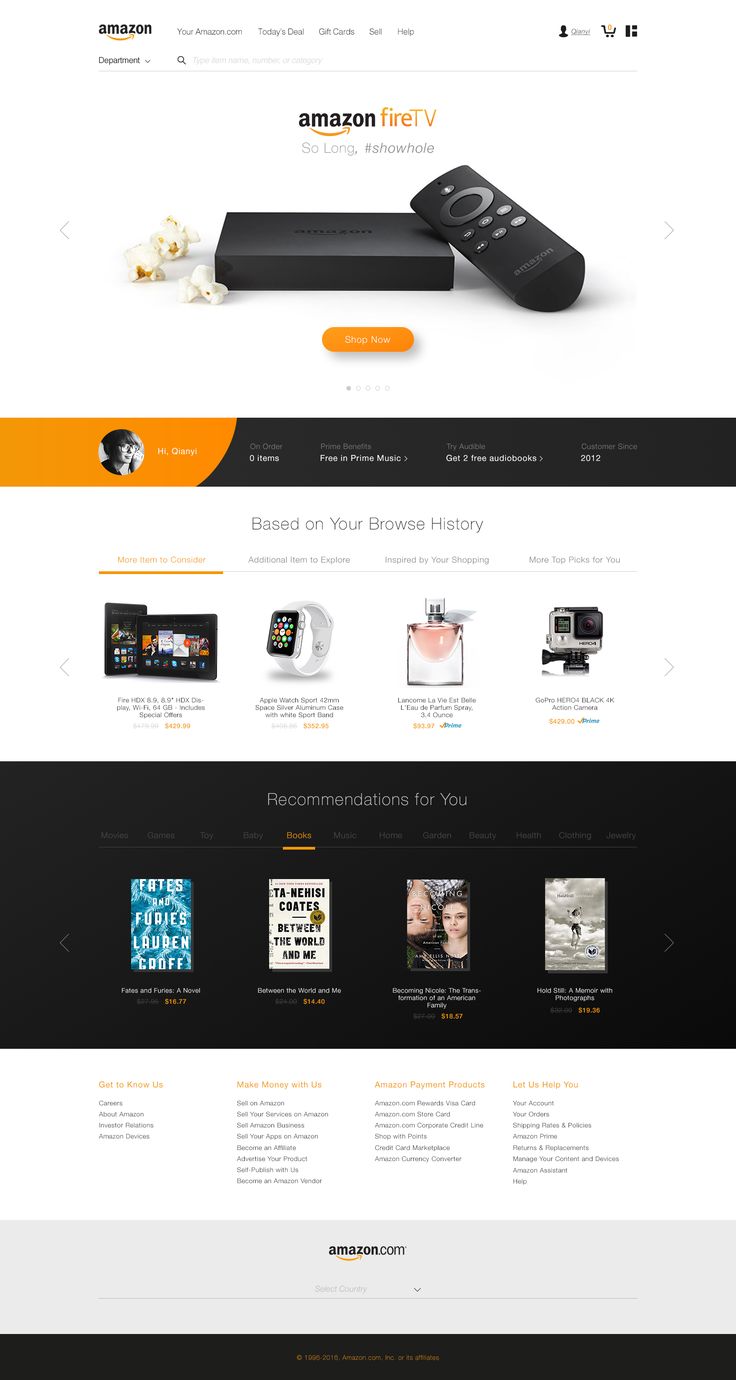 amazon
Your Amazon.com Today's Deal Gift Cards Sell Help
Qianyi 0
Department
Type item name, number, or category
amazon fireTV
So Long, #showhole
amazon
amazon
Shop Now
Hi, Qianyi
On Order
0 items
Prime Benefits
Free in Prime Music >
Try Audible
Get 2 free audiobooks >
Customer Since
2012
Based on Your Browse History
More Item to Consider Additional Item to Explore Inspired by Your Shopping More Top Picks for You
Fire HDX 8.9, 8.9" HDX Dis-
play, Wi-Fi, 64 GB - Includes
Special Offers
$479.99 $429.99
Apple Watch Sport 42mm
Space Silver Aluminum Case
with white Sport Band
$352.95
Lancome La Vie Est Belle
L'Eau de Parfum Spray,
3.4 Ounce
$93.97 Prime
HERO4
GoPro HERO4 BLACK 4K
Action Camera
$429.00 Prime
Recommendations for You
Movies Games Toy Baby Books Music Home Garden Beauty Health Clothing Jewelry
FATES
AND
FURIES
LAUREN
GROFF
Fates and Furies: A Novel
$27.95 $16.77
TA-NEHISI
COATES
BETWEEN
THE WORLD
AND ME
Between the World and Me
$24.00 $14.40
BECOMING
NICOLE
Becoming Nicole: The Trans-
formation of an American
Family
$27.00 $18.57
Hold Still
Hold Still: A Memoir with
Photographs
$32.00 $19.36
Get to Know Us
Careers
About Amazon
Investor Relations
Amazon Devices
Make Money with Us
Sell on Amazon
Sell Your Services on Amazon
Sell Amazon Business
Sell Your Apps on Amazon
Become an Affiliate
Advertise Your Product
Self-Publish with Us
Become an Amazon Vendor
Amazon Payment Products
Amazon.com Rewards Visa Card
Amazon.com Store Card
Amazon.com Corporate Credit Line
Shop with Points
Credit Card Marketplace
Amazon Currency Converter
Let Us Help You
Your Account
Your Orders
Shipping Rates & Policies
Amazon Prime
Returns & Replacements
Manage Your Content and Devices
Amazon Assistant
Help
amazon.com
Select Country
© 1996-2016, Amazon.com, Inc. or its affiliates